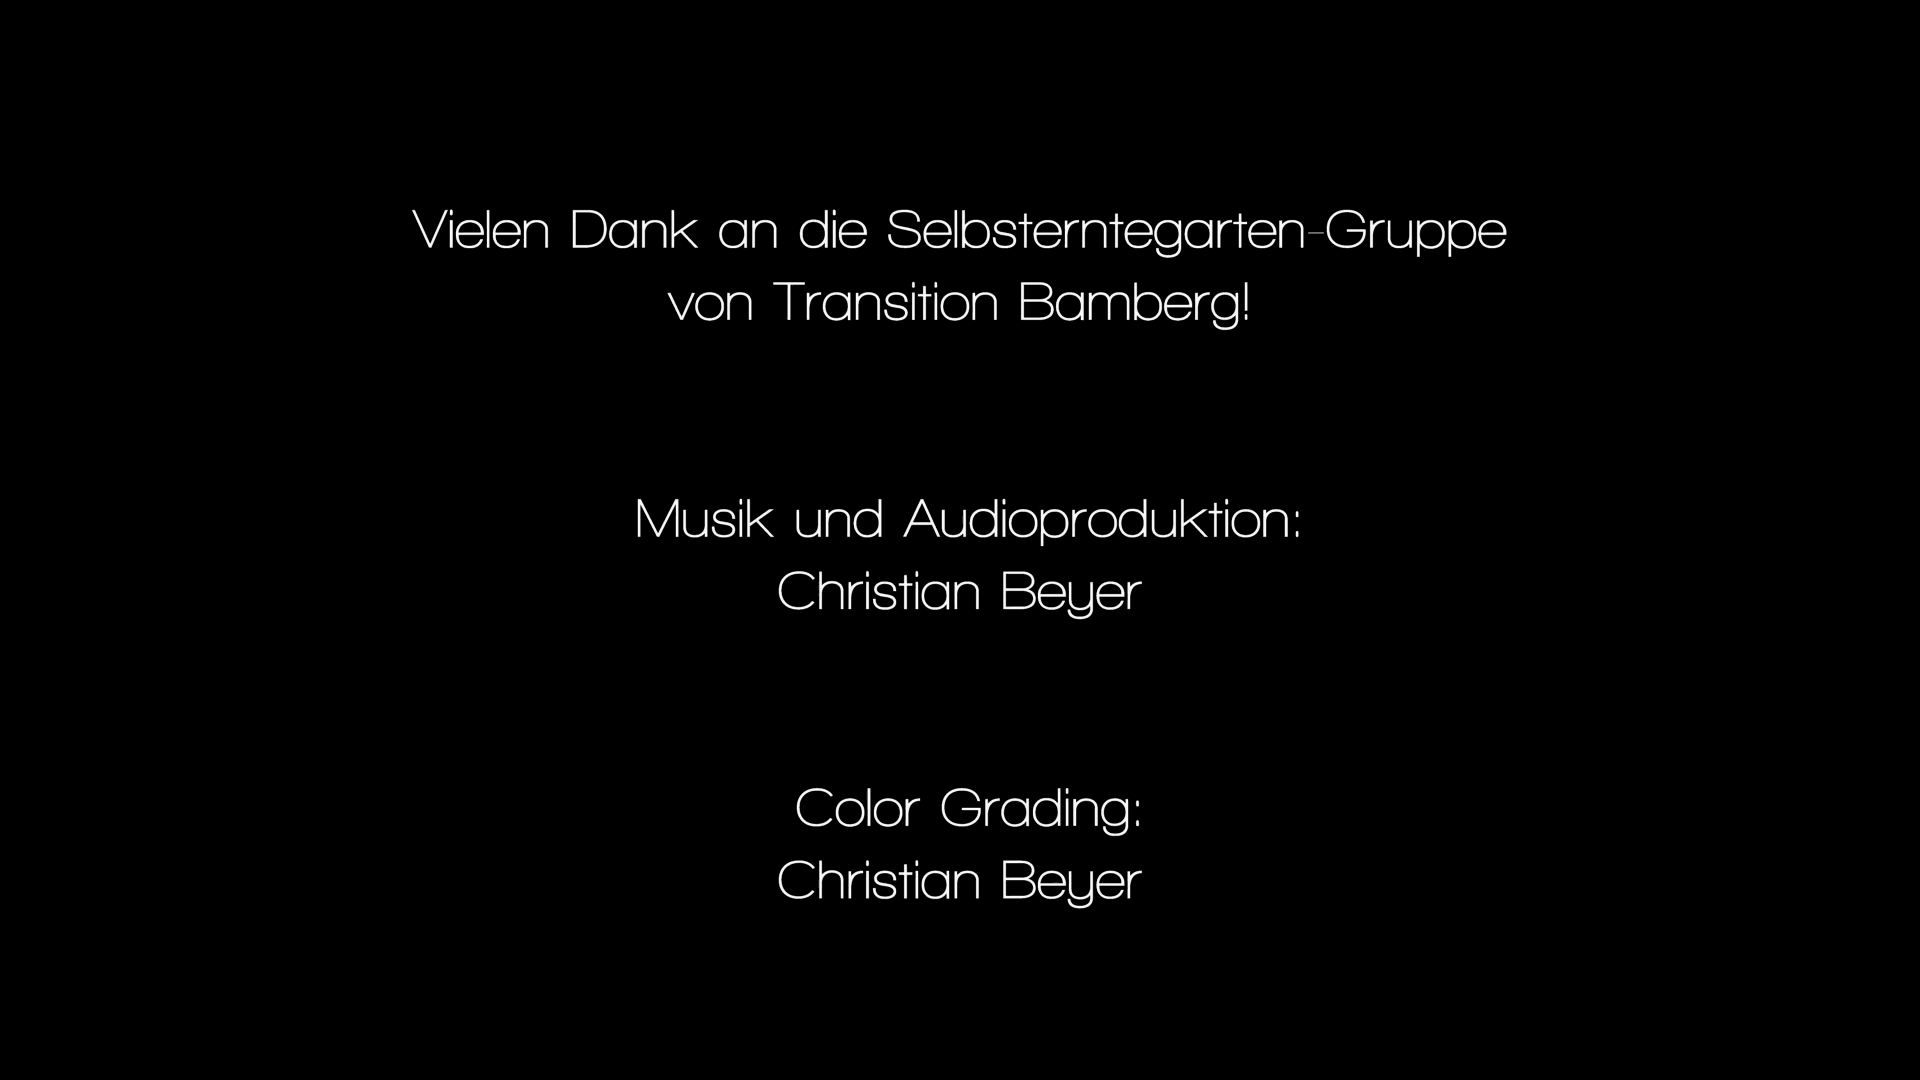 Vielen Dank an die Selbsterntegarten-Gruppe
von Transition Bamberg!
Musik und Audioproduktion:
Christian Beyer
Color Grading:
Christian Beyer